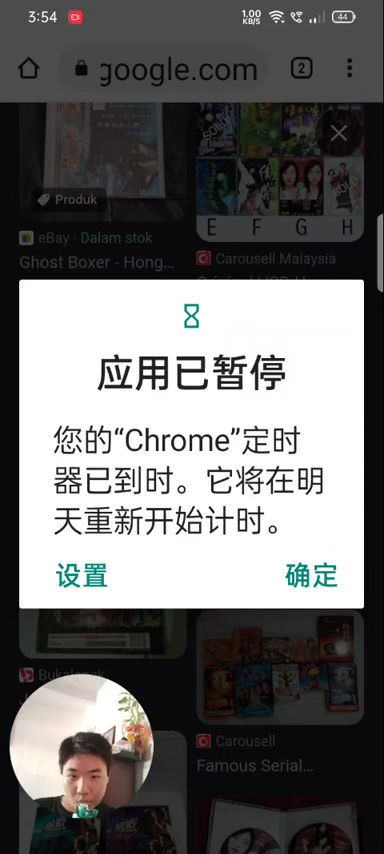 3:54
1.00
KB/S
44
google.com
2
SOLD
SOLD
E F G H
Produk
eBay · Dalam stok
Ghost Boxer - Hong...
Carousell Malaysia
应用已暂停
您的“Chrome”定时
器已到时。它将在明
天重新开始计时。
设置
确定
Carousell
Famous Serial...